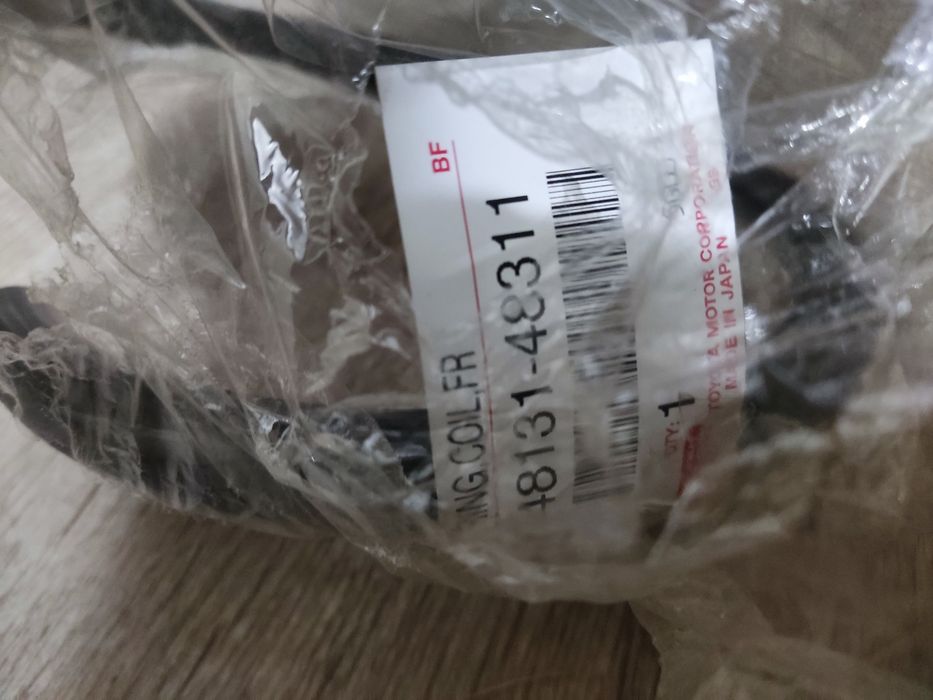 BF
ING,COIL,FR
48131-48311
QTY: 1
TOYOTA MOTOR CORPORATION
MADE IN JAPAN